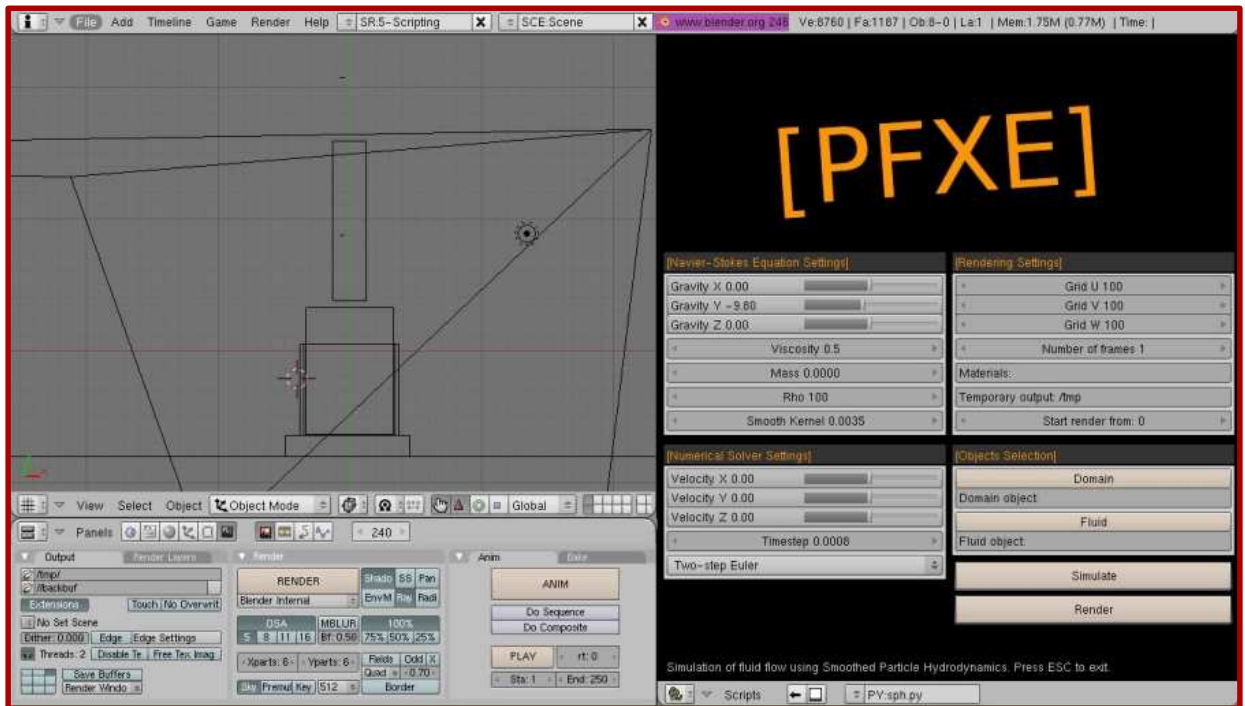 File Add Timeline Game Render Help SR:5-Scripting X SCE:Scene X www.blender.org 248 Ve:8760 | Fa:1187 | Ob:8-0 | La:1 | Mem:1.75M (0.77M) | Time: |
[PFXE]
[Navier-Stokes Equation Settings]
Gravity X 0.00
Gravity Y -9.80
Gravity Z 0.00
Viscosity 0.5
Mass 0.0000
Rho 100
Smooth Kernel 0.0035
[Rendering Settings]
Grid U 100
Grid V 100
Grid W 100
Number of frames 1
Materials:
Temporary output: /tmp
Start render from: 0
[Numerical Solver Settings]
Velocity X 0.00
Velocity Y 0.00
Velocity Z 0.00
Timestep 0.0008
Two-step Euler
[Objects Selection]
Domain
Domain object:
Fluid
Fluid object:
Simulate
Render
Simulation of fluid flow using Smoothed Particle Hydrodynamics. Press ESC to exit.
Scripts PY:sph.py
View Select Object Object Mode Global
Panels 240
Output Render Layers
/tmp/
//backbuf
Extensions Touch No Overwrit
No Set Scene
Dither: 0.000 Edge Edge Settings
Threads: 2 Disable Te Free Tex Imag
Save Buffers
Render Windo
Render
RENDER
Blender Internal
Shado SS Pan
EnvM Ray Radi
OSA MBLUR 100%
5 8 11 16 Bf: 0.50 75% 50% 25%
Xparts: 6 Yparts: 6 Fields Odd X
Quad 0.70
Sky Premul Key 512 Border
Anim Bake
ANIM
Do Sequence
Do Composite
PLAY rt: 0
Sta: 1 End: 250